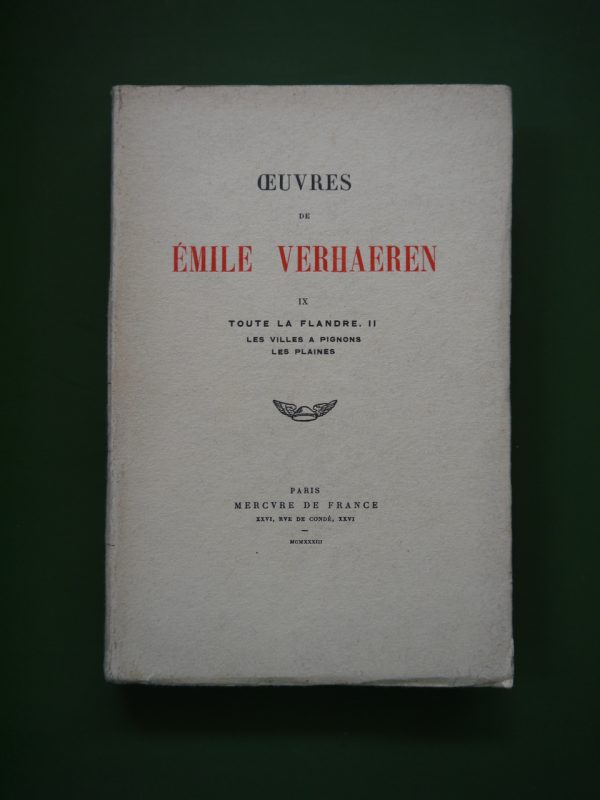 ŒUVRES
DE
ÉMILE VERHAEREN
IX
TOUTE LA FLANDRE. II
LES VILLES A PIGNONS
LES PLAINES
PARIS
MERCVRE DE FRANCE
XXVI, RVE DE CONDÉ, XXVI
MCMXXXIII